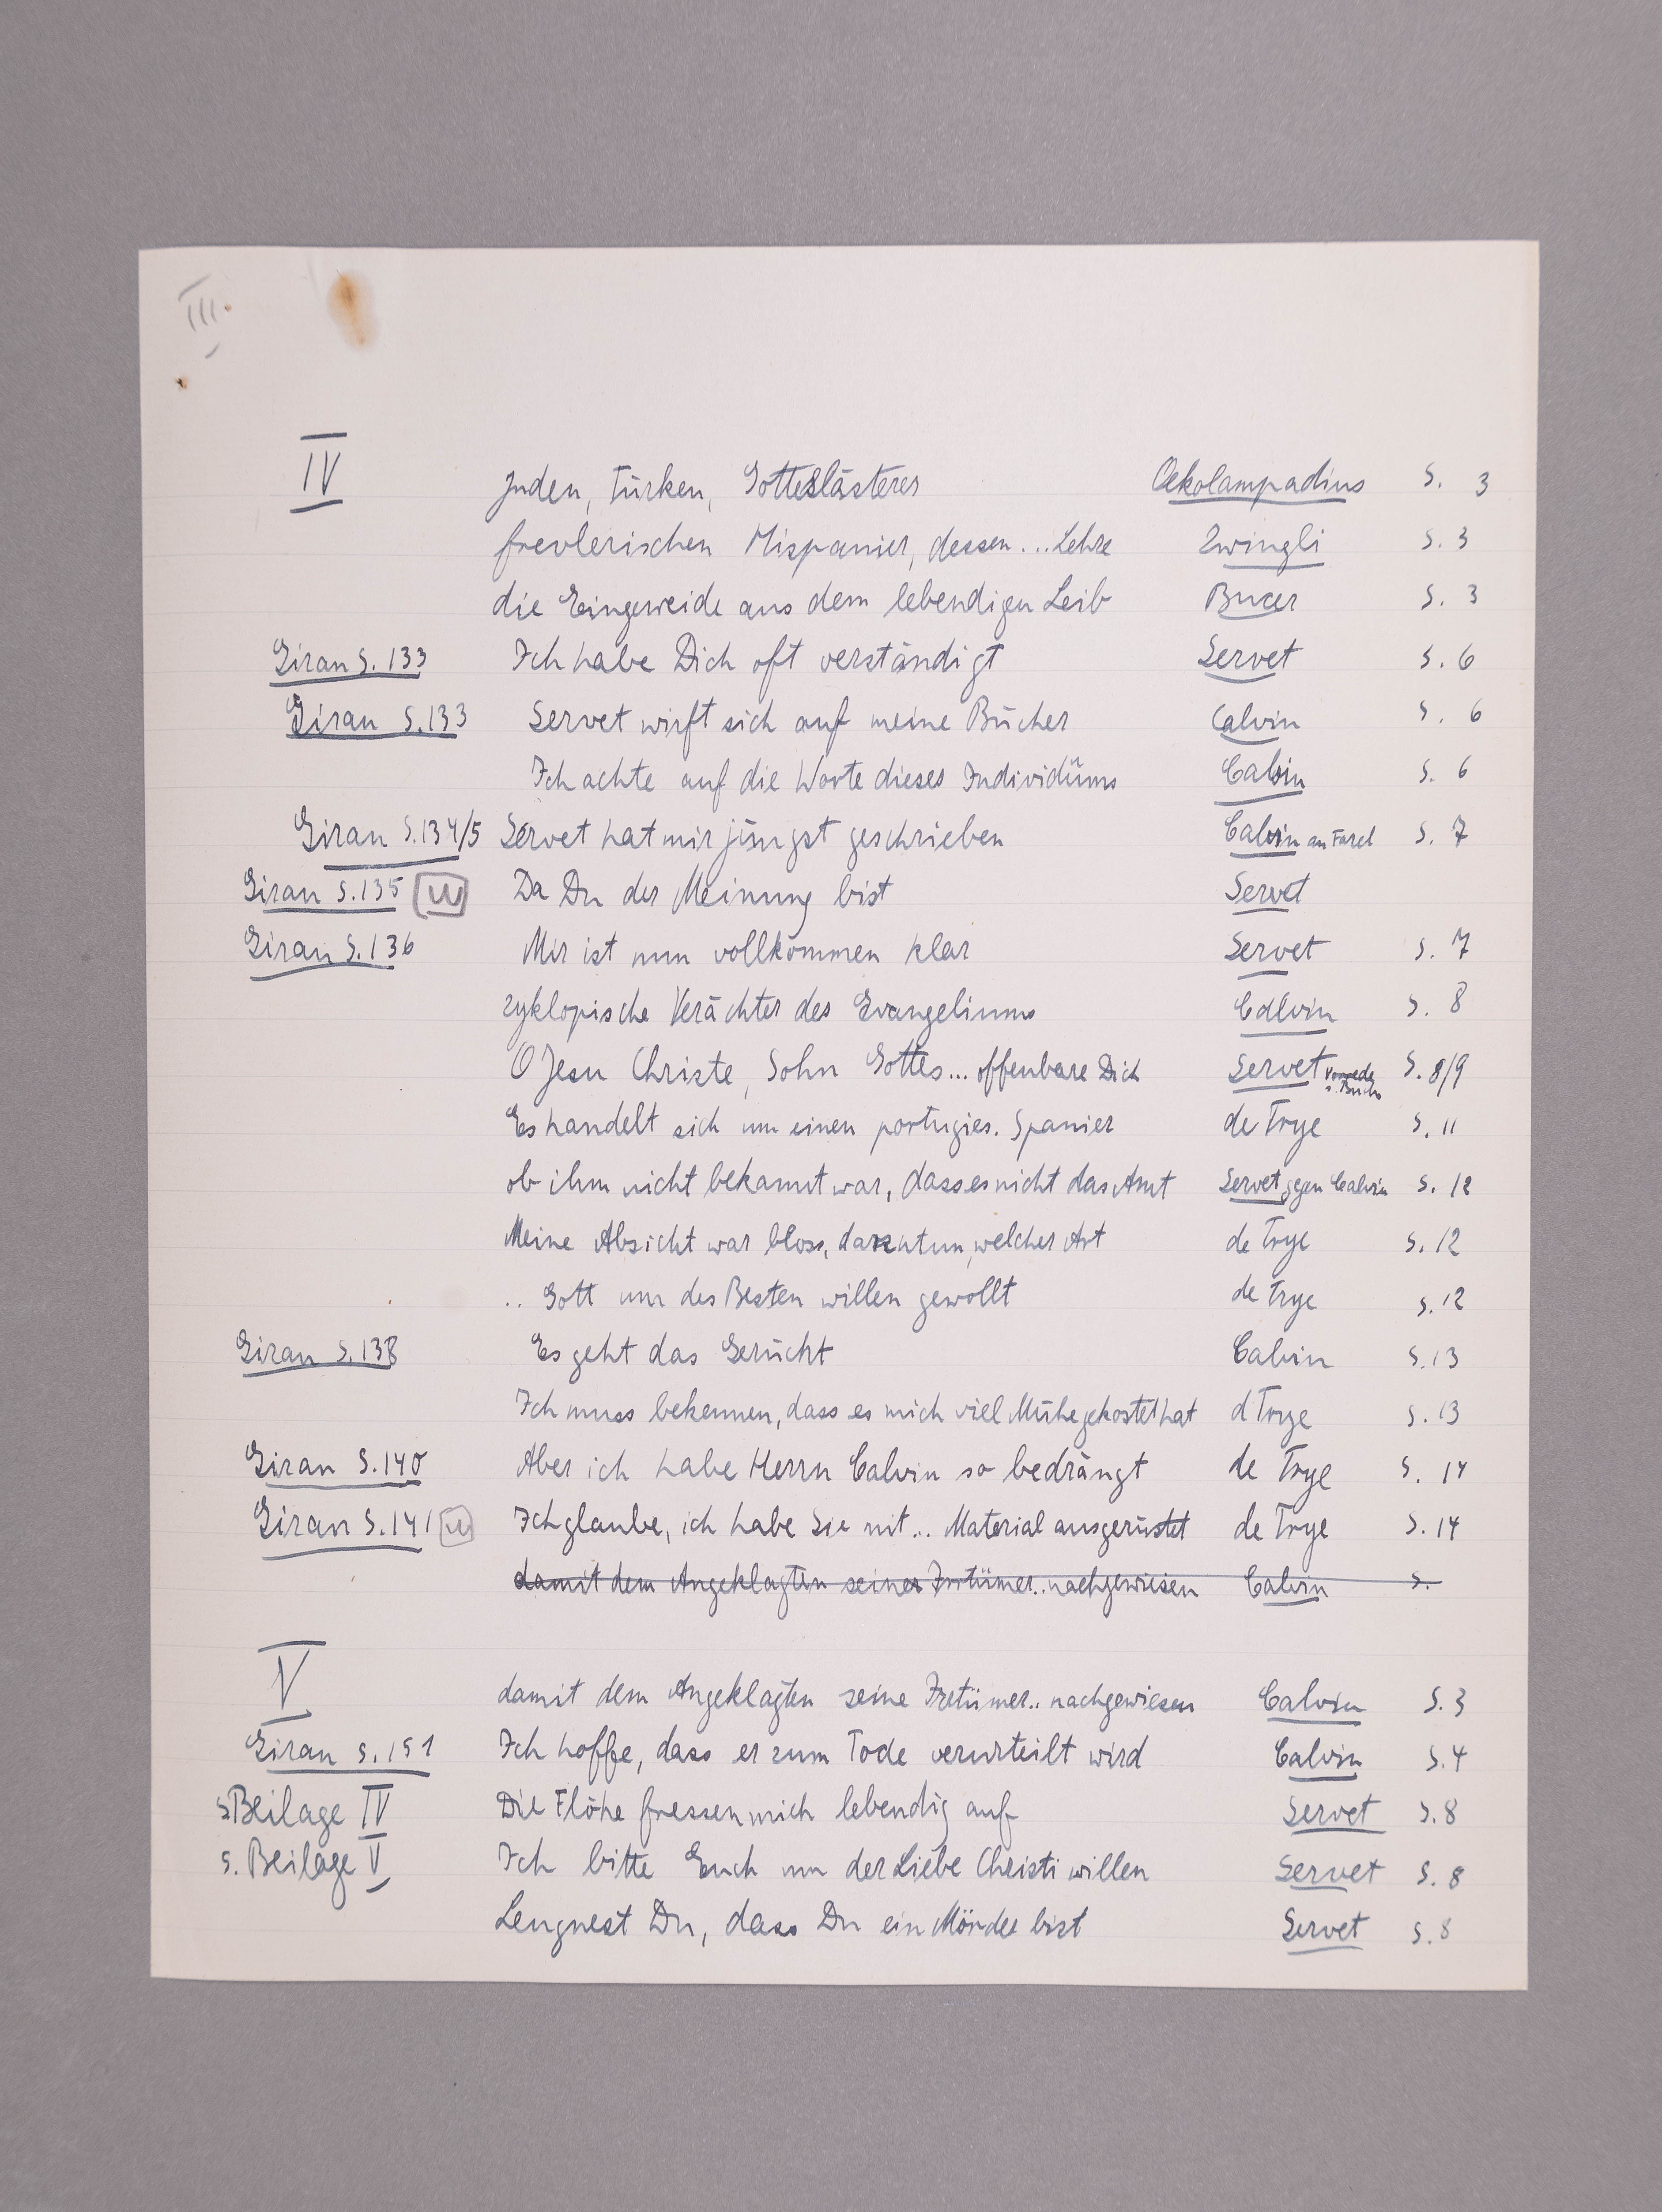 III.
IV Juden, Türken, Gotteslästerer Oekolampadius S. 3
frevlerischen Hispanier, dessen... Lehre Zwingli S. 3
die Eingeweide aus dem lebendigen Leib Bucer S. 3
Giran S. 133 Ich habe Dich oft verständigt Servet S. 6
Giran S. 133 Servet wirft sich auf meine Bücher Calvin S. 6
Ich achte auf die Worte dieses Individüms Calvin S. 6
Giran S. 134/5 Servet hat mir jüngst geschrieben Calvin an Farel S. 7
Giran S. 135 Da Du der Meinung bist Servet
Giran S. 136 Mir ist nun vollkommen klar Servet S. 7
zyklopische Verächter des Evangeliums Calvin S. 8
O Jesu Christe, Sohn Gottes... offenbare Dich Servet Vorrede s. Buchs S. 8/9
Es handelt sich um einen portugies. Spanier de Trye S. 11
ob ihm nicht bekannt war, dass es nicht das Amt Servet gegen Calvin S. 12
Meine Absicht war bloss, darzutun, welcher Art de Trye S. 12
.. Gott um des Besten willen gewollt de Trye S. 12
Giran S. 138 Es geht das Gerücht Calvin S. 13
Ich muss bekennen, dass es mich viel Mühe gekostet hat d Trye S. 13
Giran S. 140 Aber ich habe Herrn Calvin so bedrängt de Trye S. 14
Giran S. 141 Ich glaube, ich habe Sie mit... Material ausgerüstet de Trye S. 14
damit dem Angeklagten seine Irrtümer.. nachgewiesen Calvin S.
V damit dem Angeklagten seine Irrtümer.. nachgewiesen Calvin S. 3
Giran S. 151 Ich hoffe, dass er zum Tode verurteilt wird Calvin S. 4
s. Beilage IV Die Flöhe fressen mich lebendig auf Servet S. 8
s. Beilage V Ich bitte Euch um der Liebe Christi willen Servet S. 8
Leugnest Du, dass Du ein Mörder bist Servet S. 8